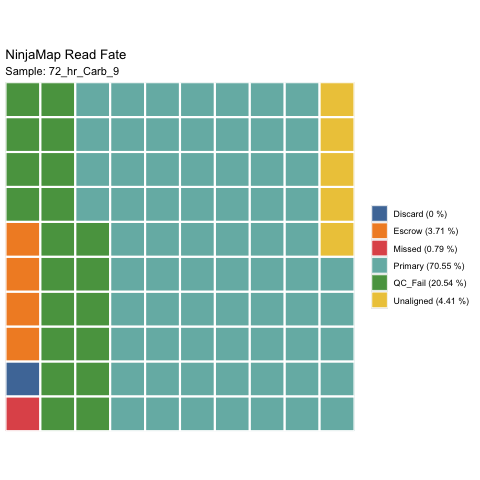 NinjaMap Read Fate
Sample: 72_hr_Carb_9
Discard (0 %)
Escrow (3.71 %)
Missed (0.79 %)
Primary (70.55 %)
QC_Fail (20.54 %)
Unaligned (4.41 %)